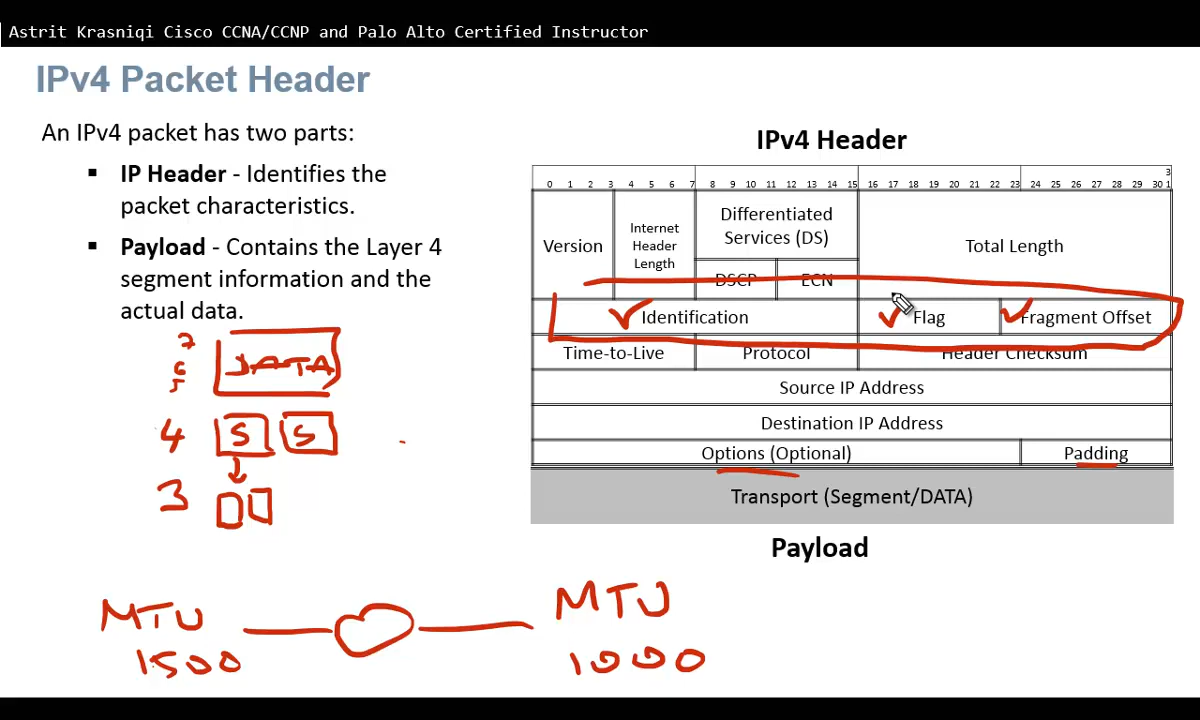 Astrit Krasniqi Cisco CCNA/CCNP and Palo Alto Certified Instructor
IPv4 Packet Header
An IPv4 packet has two parts:
▪ IP Header - Identifies the
packet characteristics.
▪ Payload - Contains the Layer 4
segment information and the
actual data.
7
6
5
DATA
4 S S
3
MTU
1500
MTU
1000
IPv4 Header
0 1 2 3 4 5 6 7 8 9 10 11 12 13 14 15 16 17 18 19 20 21 22 23 24 25 26 27 28 29 30 31
Version
Internet
Header
Length
Differentiated
Services (DS)
DSCP ECN
Total Length
Identification Flag Fragment Offset
Time-to-Live Protocol Header Checksum
Source IP Address
Destination IP Address
Options (Optional) Padding
Transport (Segment/DATA)
Payload